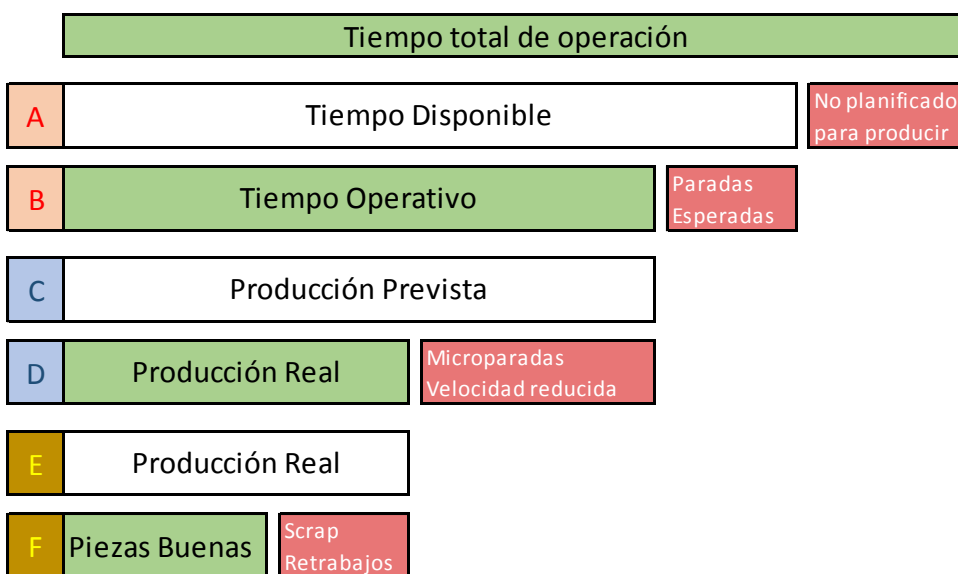 Tiempo total de operación
A
Tiempo Disponible
No planificado
para producir
B
Tiempo Operativo
Paradas
Esperadas
C
Producción Prevista
D
Producción Real
Microparadas
Velocidad reducida
E
Producción Real
F
Piezas Buenas
Scrap
Retrabajos